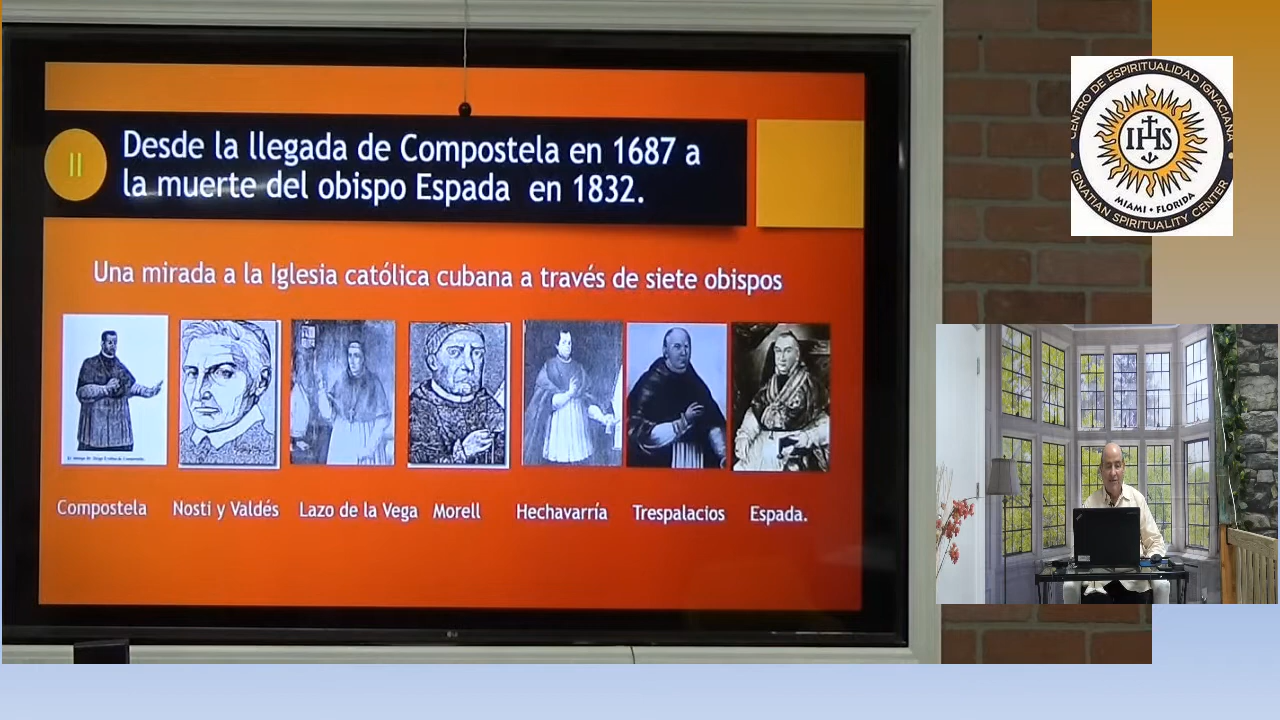 II
Desde la llegada de Compostela en 1687 a
la muerte del obispo Espada en 1832.
Una mirada a la Iglesia católica cubana a través de siete obispos
Compostela
Nosti y Valdés
Lazo de la Vega
Morell
Hechavarría
Trespalacios
Espada.
LG
CENTRO DE ESPIRITUALIDAD IGNACIANA
IHS
MIAMI • FLORIDA
IGNATIAN SPIRITUALITY CENTER